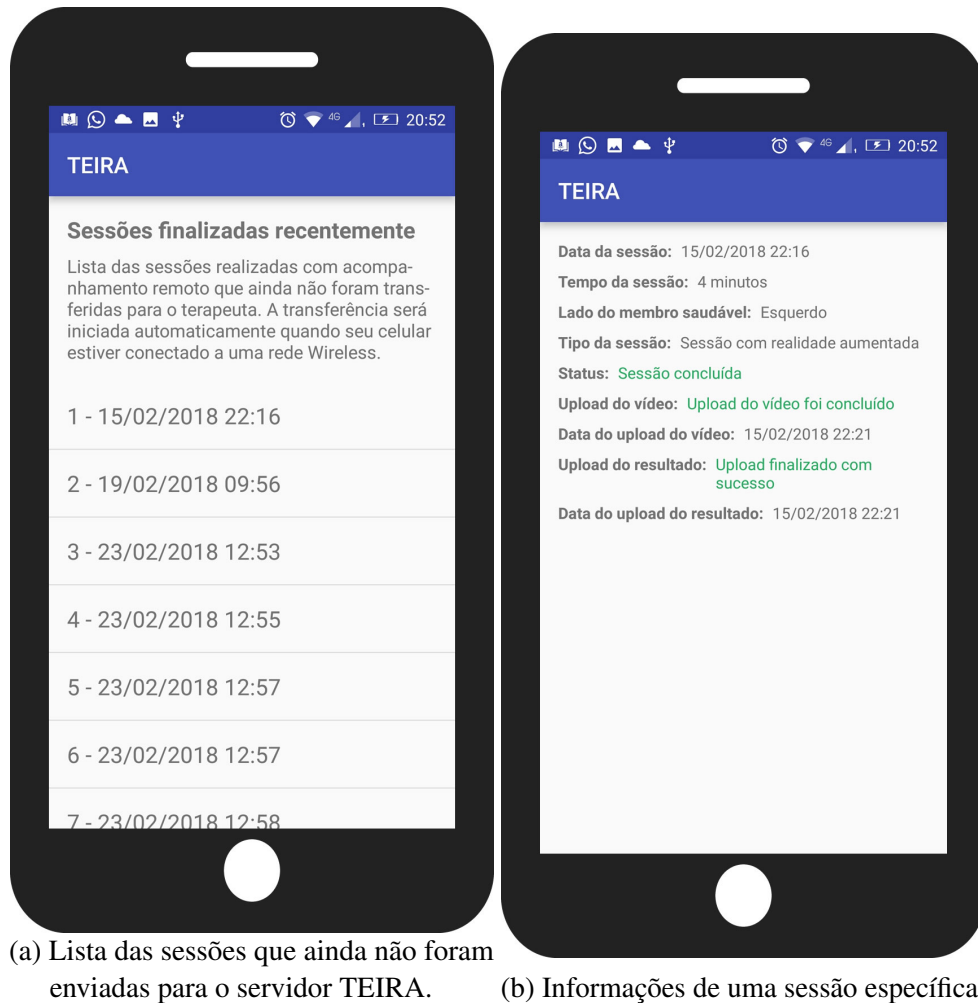 20:52
TEIRA
Sessões finalizadas recentemente
Lista das sessões realizadas com acompa-
nhamento remoto que ainda não foram trans-
feridas para o terapeuta. A transferência será
iniciada automaticamente quando seu celular
estiver conectado a uma rede Wireless.
1 - 15/02/2018 22:16
2 - 19/02/2018 09:56
3 - 23/02/2018 12:53
4 - 23/02/2018 12:55
5 - 23/02/2018 12:57
6 - 23/02/2018 12:57
7 - 23/02/2018 12:58
(a) Lista das sessões que ainda não foram
enviadas para o servidor TEIRA.
4G 20:52
TEIRA
Data da sessão: 15/02/2018 22:16
Tempo da sessão: 4 minutos
Lado do membro saudável: Esquerdo
Tipo da sessão: Sessão com realidade aumentada
Status: Sessão concluída
Upload do vídeo: Upload do vídeo foi concluído
Data do upload do vídeo: 15/02/2018 22:21
Upload do resultado: Upload finalizado com
sucesso
Data do upload do resultado: 15/02/2018 22:21
(b) Informações de uma sessão específica